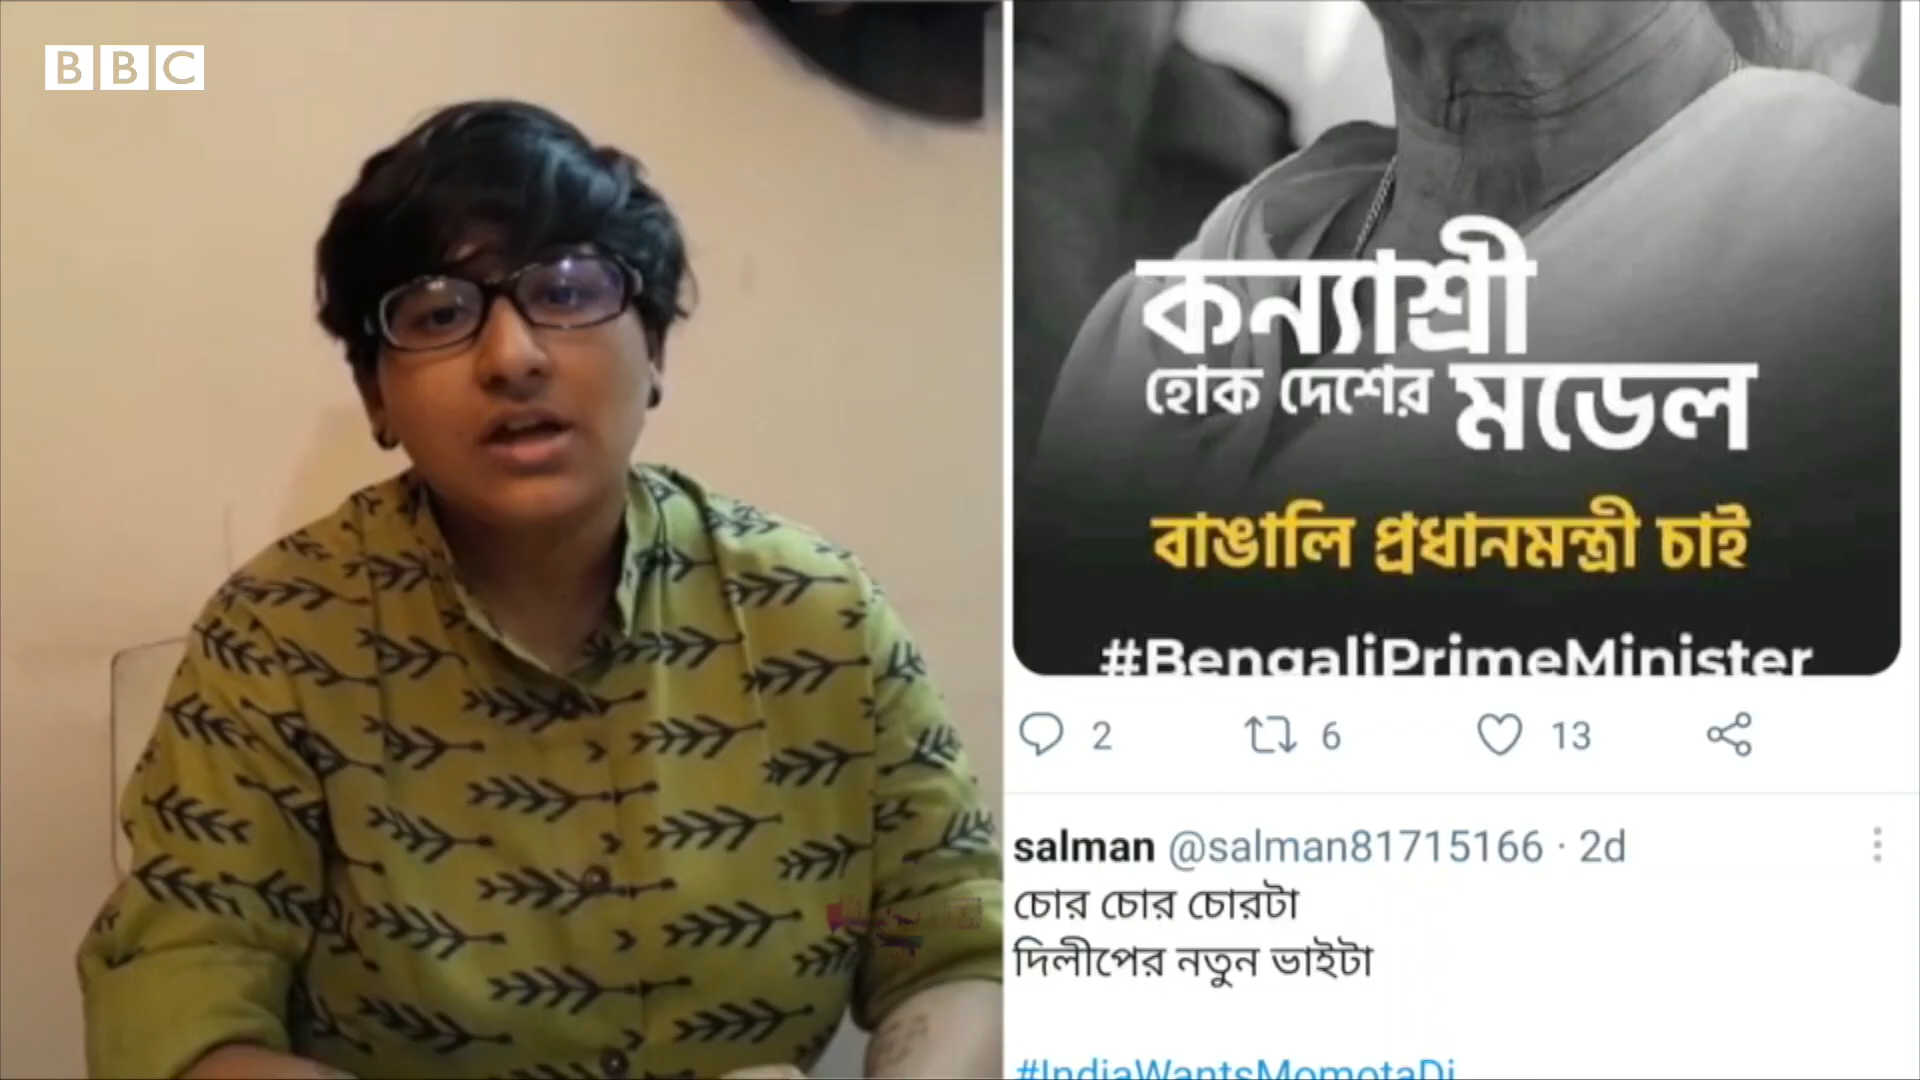 BBC
কন্যাশ্রী
হোক দেশের মডেল
বাঙালি প্রধানমন্ত্রী চাই
#BengaliPrimeMinister
2 6 13
salman @salman81715166 · 2d
চোর চোর চোরটা
দিলীপের নতুন ভাইটা
#IndiaWantsMomotaDi